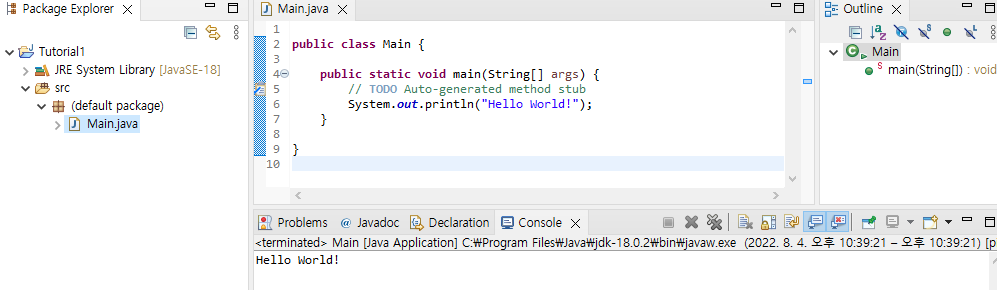 Package Explorer
Tutorial1
JRE System Library [JavaSE-18]
src
(default package)
Main.java
Main.java
1
2 public class Main {
3
4 public static void main(String[] args) {
5 // TODO Auto-generated method stub
6 System.out.println("Hello World!");
7 }
8
9 }
10
Outline
Main
main(String[]) : void
Problems @ Javadoc Declaration Console
<terminated> Main [Java Application] C:₩Program Files₩Java₩jdk-18.0.2₩bin₩javaw.exe (2022. 8. 4. 오후 10:39:21 – 오후 10:39:21) [p
Hello World!